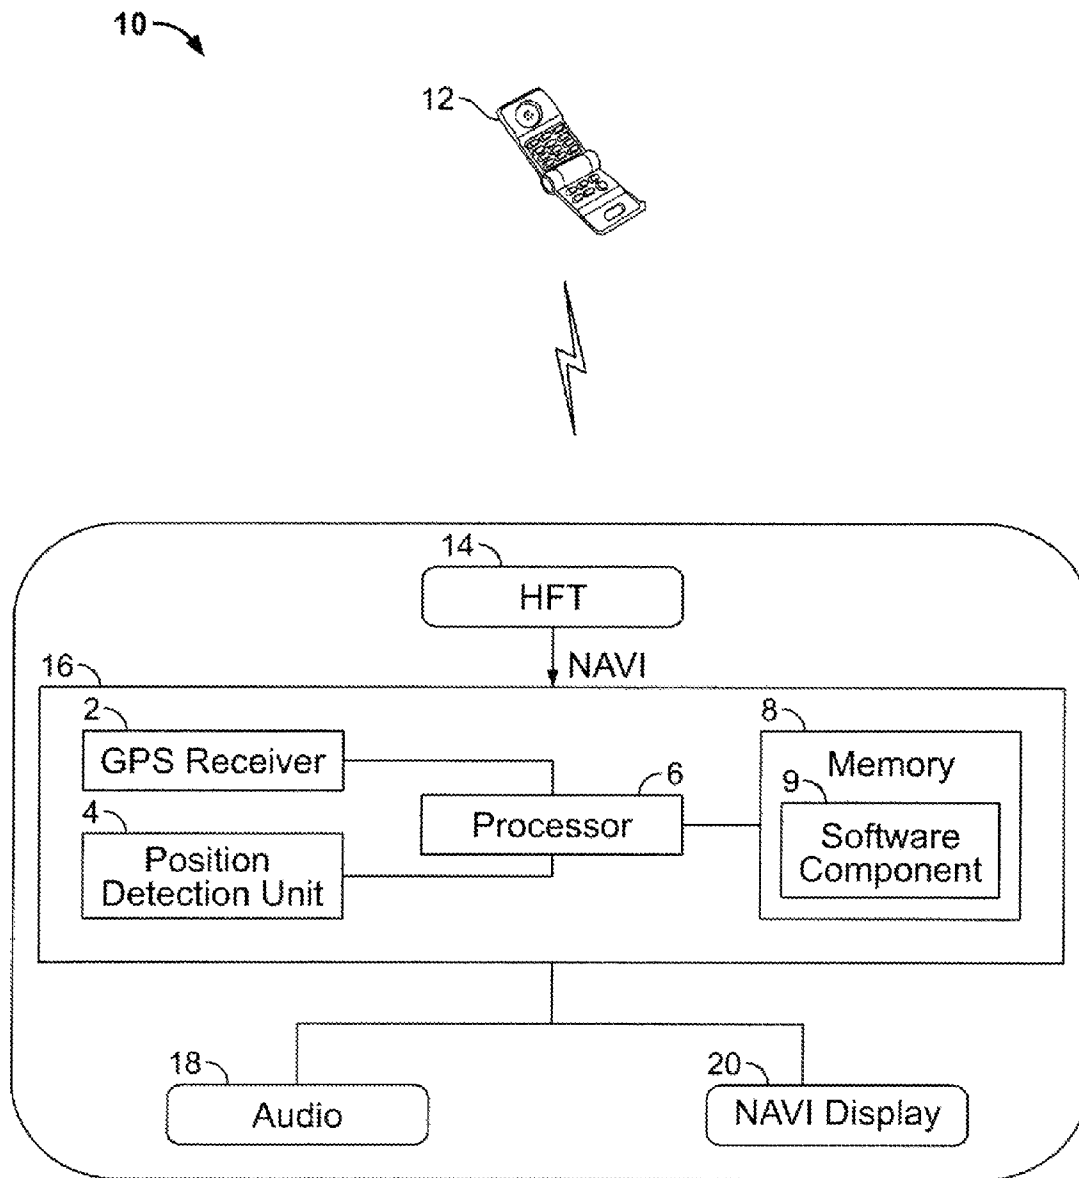 10
12
14
HFT
NAVI
16
2
GPS Receiver
4
Position
Detection Unit
6
Processor
8
Memory
9
Software
Component
18
Audio
20
NAVI Display